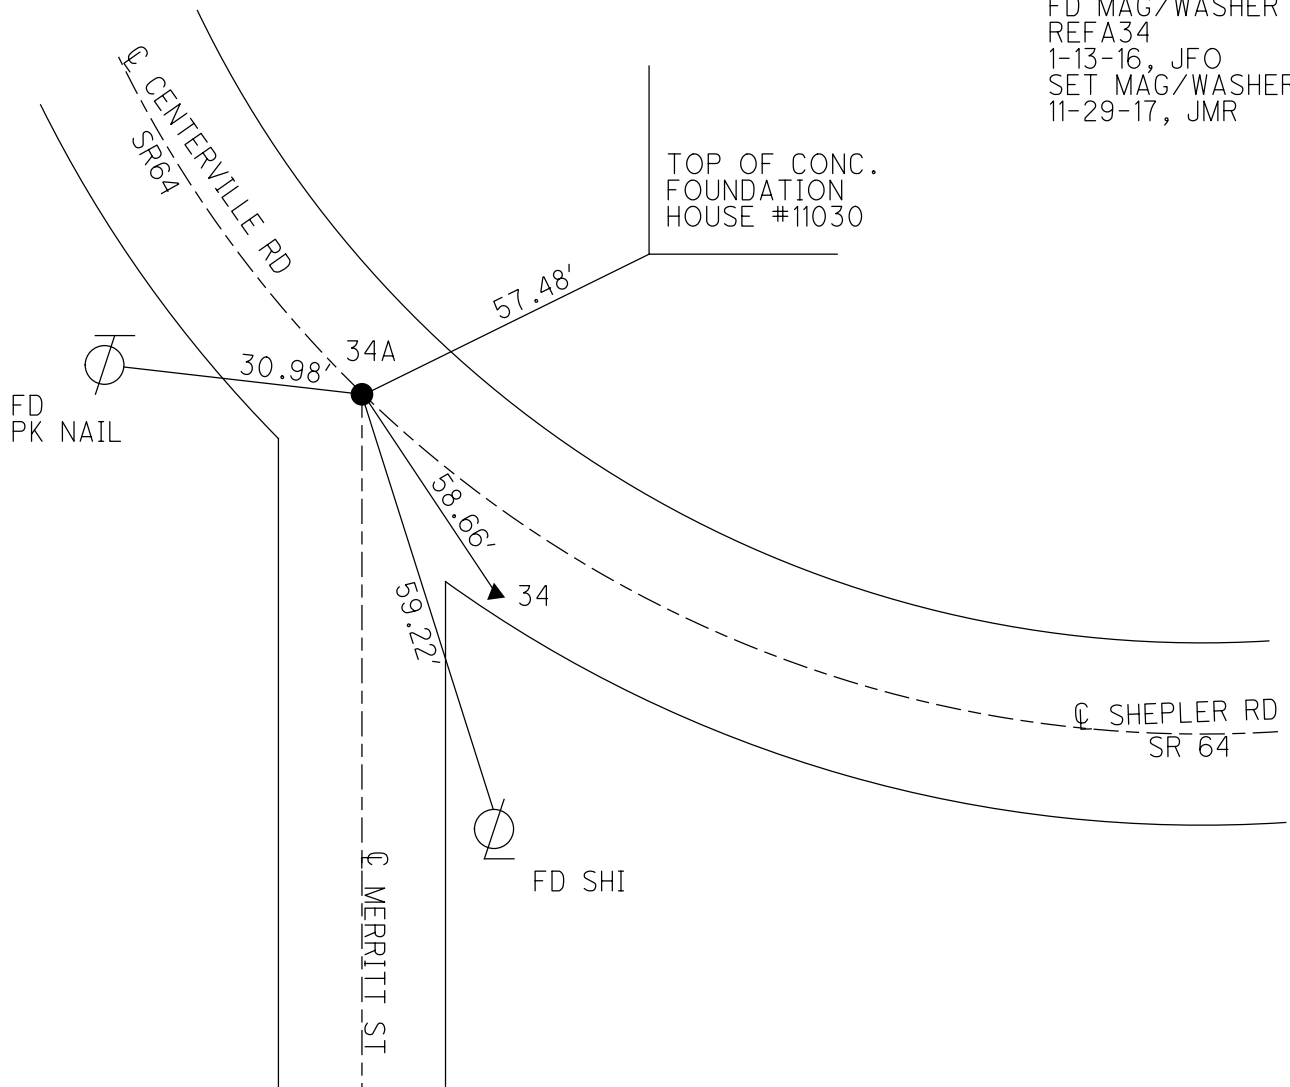 FD MAG/WASHER
REFA34
1-13-16, JFO
SET MAG/WASHER
11-29-17, JMR
℄ CENTERVILLE RD
SR64
TOP OF CONC.
FOUNDATION
HOUSE #11030
57.48'
34A
30.98'
FD
PK NAIL
58.66'
34
59.22'
℄ SHEPLER RD
SR 64
FD SHI
℄ MERRITT ST